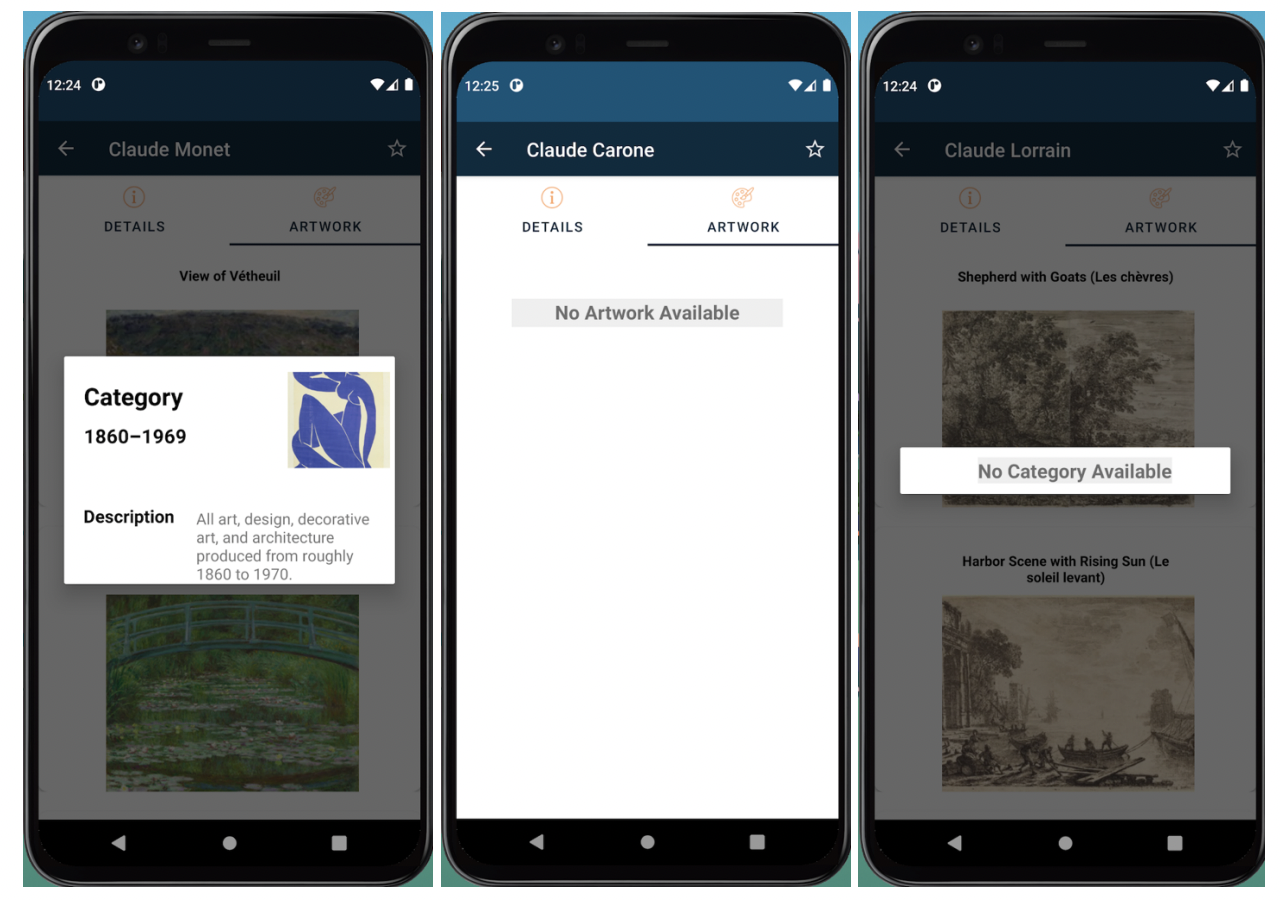 12:24
Claude Monet
DETAILS
ARTWORK
View of Vétheuil
Category
1860–1969
Description
All art, design, decorative
art, and architecture
produced from roughly
1860 to 1970.
12:25
Claude Carone
DETAILS
ARTWORK
No Artwork Available
12:24
Claude Lorrain
DETAILS
ARTWORK
Shepherd with Goats (Les chèvres)
No Category Available
Harbor Scene with Rising Sun (Le
soleil levant)